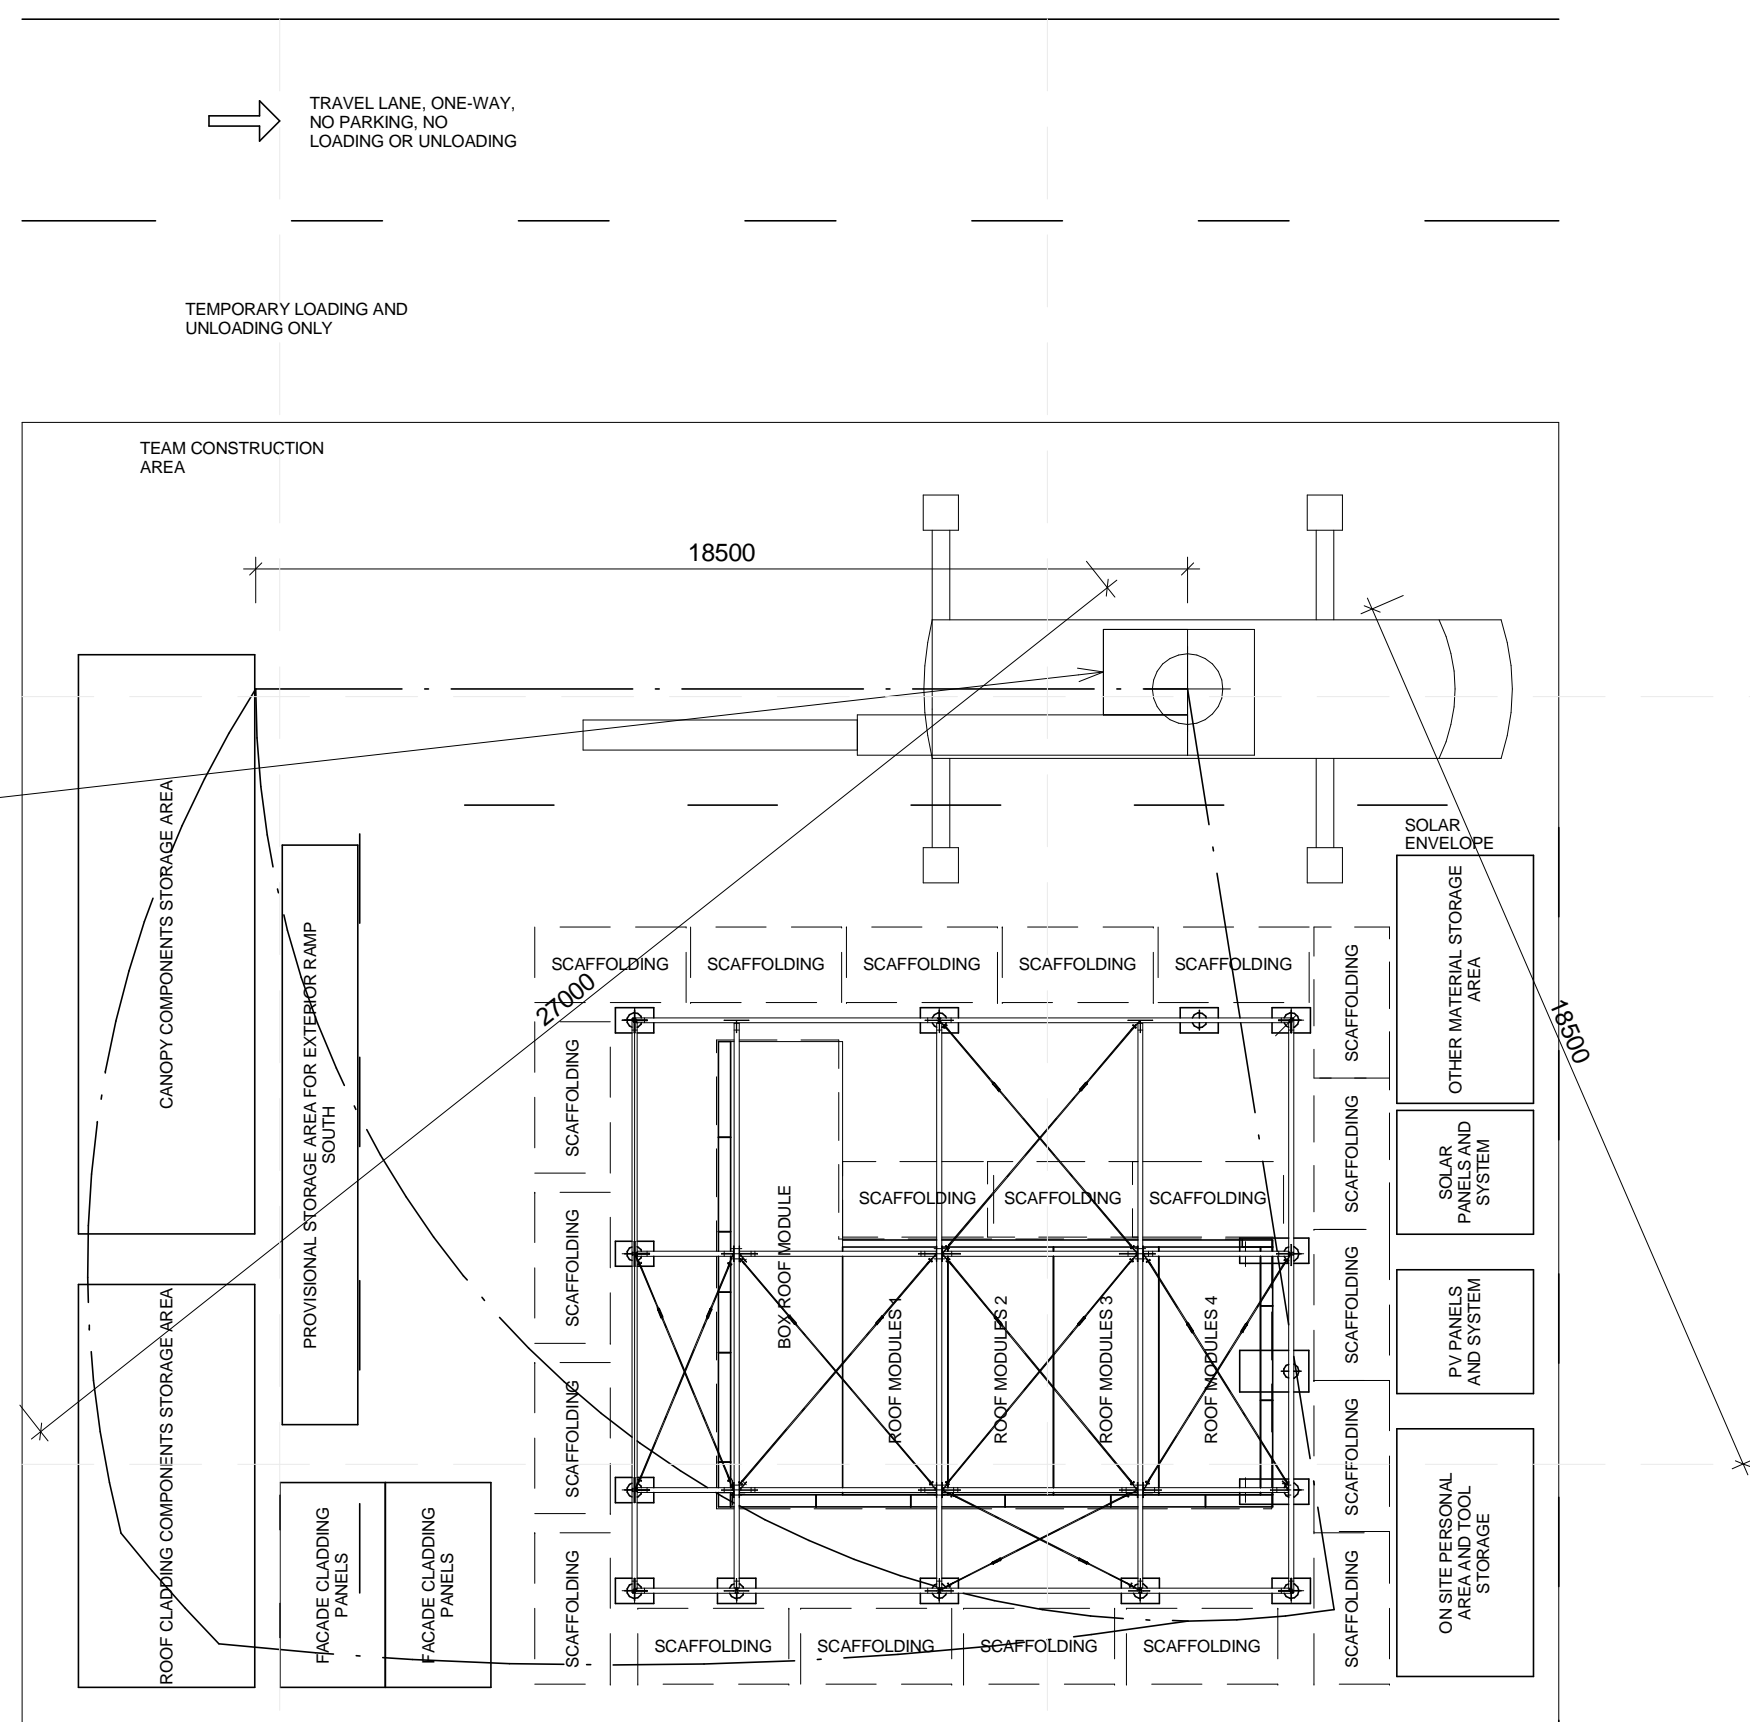 TRAVEL LANE, ONE-WAY,
NO PARKING, NO
LOADING OR UNLOADING
TEMPORARY LOADING AND
UNLOADING ONLY
TEAM CONSTRUCTION
AREA
18500
27000
18500
CANOPY COMPONENTS STORAGE AREA
PROVISIONAL STORAGE AREA FOR EXTERIOR RAMP
SOUTH
ROOF CLADDING COMPONENTS STORAGE AREA
FACADE CLADDING
PANELS
FACADE CLADDING
PANELS
SCAFFOLDING
SCAFFOLDING
SCAFFOLDING
SCAFFOLDING
SCAFFOLDING
SCAFFOLDING
SCAFFOLDING
SCAFFOLDING
SCAFFOLDING
BOX ROOF MODULE
SCAFFOLDING
SCAFFOLDING
SCAFFOLDING
ROOF MODULES 1
ROOF MODULES 2
ROOF MODULES 3
ROOF MODULES 4
SCAFFOLDING
SCAFFOLDING
SCAFFOLDING
SCAFFOLDING
SCAFFOLDING
SCAFFOLDING
SCAFFOLDING
SCAFFOLDING
SCAFFOLDING
SOLAR
ENVELOPE
OTHER MATERIAL STORAGE
AREA
SOLAR
PANELS AND
SYSTEM
PV PANELS
AND SYSTEM
ON SITE PERSONAL
AREA AND TOOL
STORAGE